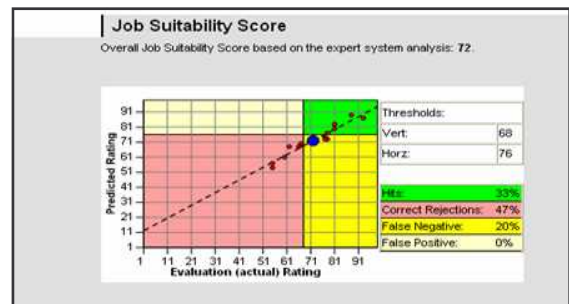 Job Suitability Score
Overall Job Suitability Score based on the expert system analysis: 72.
91
81
71
61
51
41
31
21
11
1
Predicted Rating
1 11 21 31 41 51 61 71 81 91
Evaluation (actual) Rating
Thresholds:
Vert: 68
Horz: 76
Hits: 33%
Correct Rejections: 47%
False Negative: 20%
False Positive: 0%